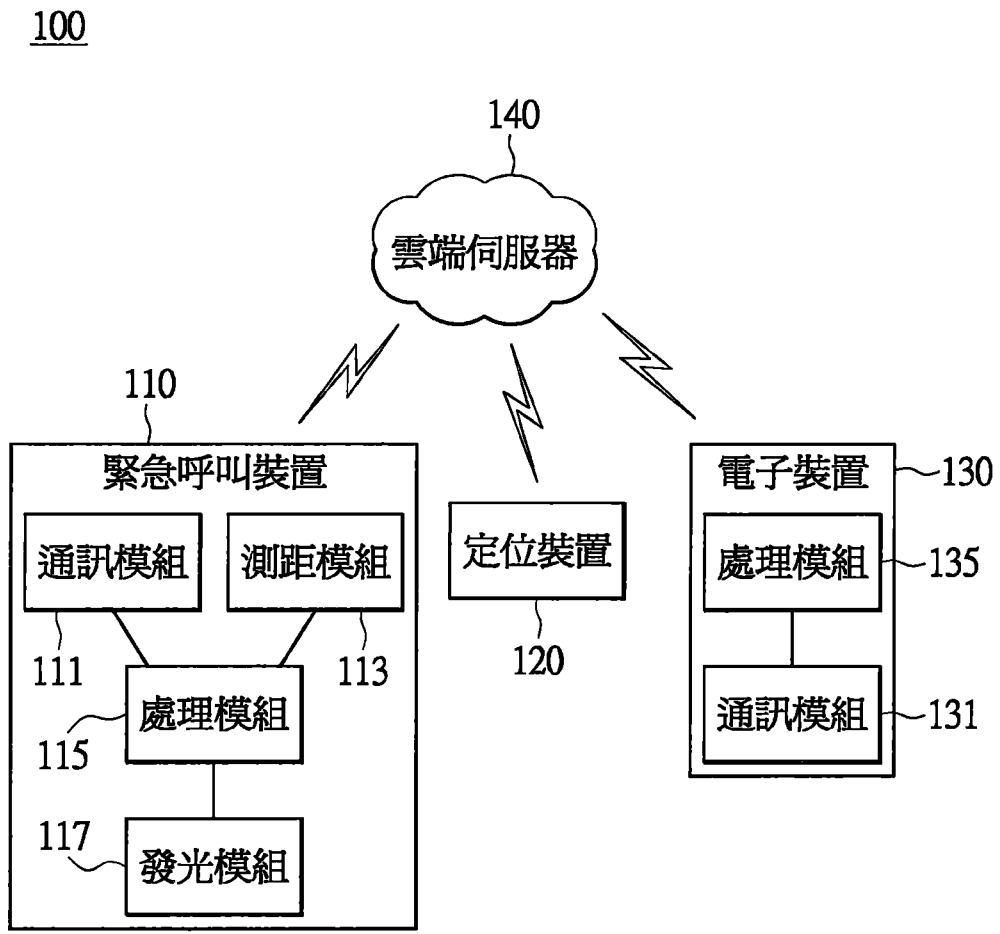 100
140
雲端伺服器
110
緊急呼叫裝置
通訊模組
測距模組
111
113
處理模組
115
117
發光模組
定位裝置
120
電子裝置
130
處理模組
135
通訊模組
131